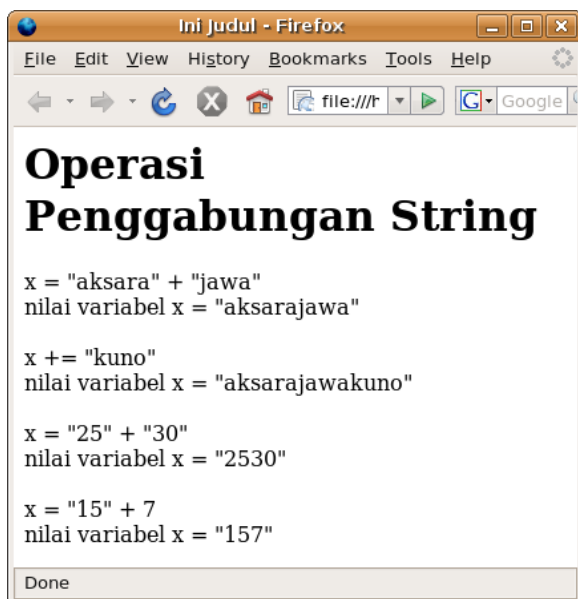 Ini Judul - Firefox
File Edit View History Bookmarks Tools Help
file:///h G Google
Operasi
Penggabungan String
x = "aksara" + "jawa"
nilai variabel x = "aksarajawa"
x += "kuno"
nilai variabel x = "aksarajawakuno"
x = "25" + "30"
nilai variabel x = "2530"
x = "15" + 7
nilai variabel x = "157"
Done